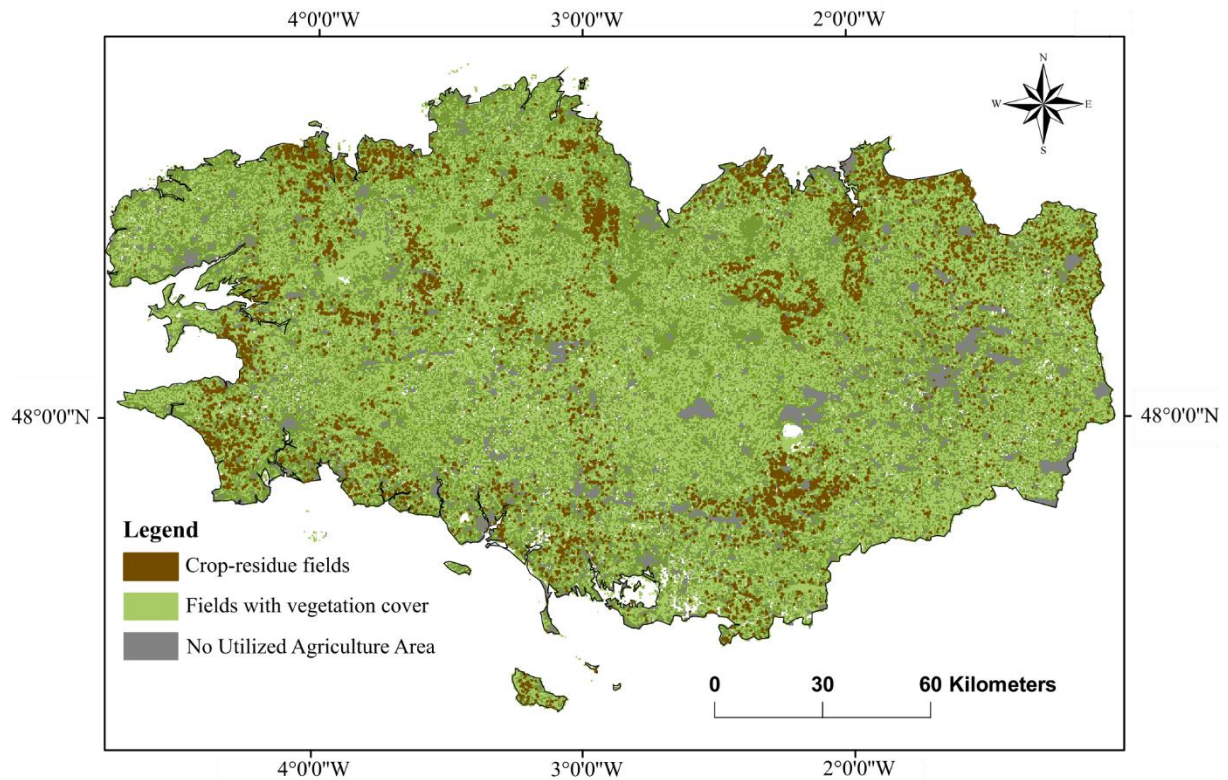 4°0'0"W 3°0'0"W 2°0'0"W
N
W E
S
48°0'0"N 48°0'0"N
Legend
Crop-residue fields
Fields with vegetation cover
No Utilized Agriculture Area
0 30 60 Kilometers
4°0'0"W 3°0'0"W 2°0'0"W